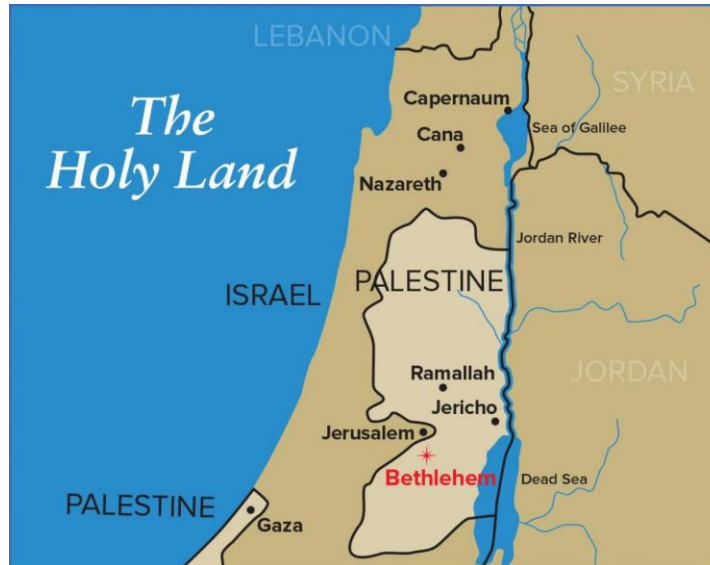 LEBANON
SYRIA
The
Holy Land
Capernaum
Sea of Galilee
Cana
Nazareth
Jordan River
PALESTINE
ISRAEL
Ramallah
JORDAN
Jericho
Jerusalem
Bethlehem
Dead Sea
PALESTINE
Gaza